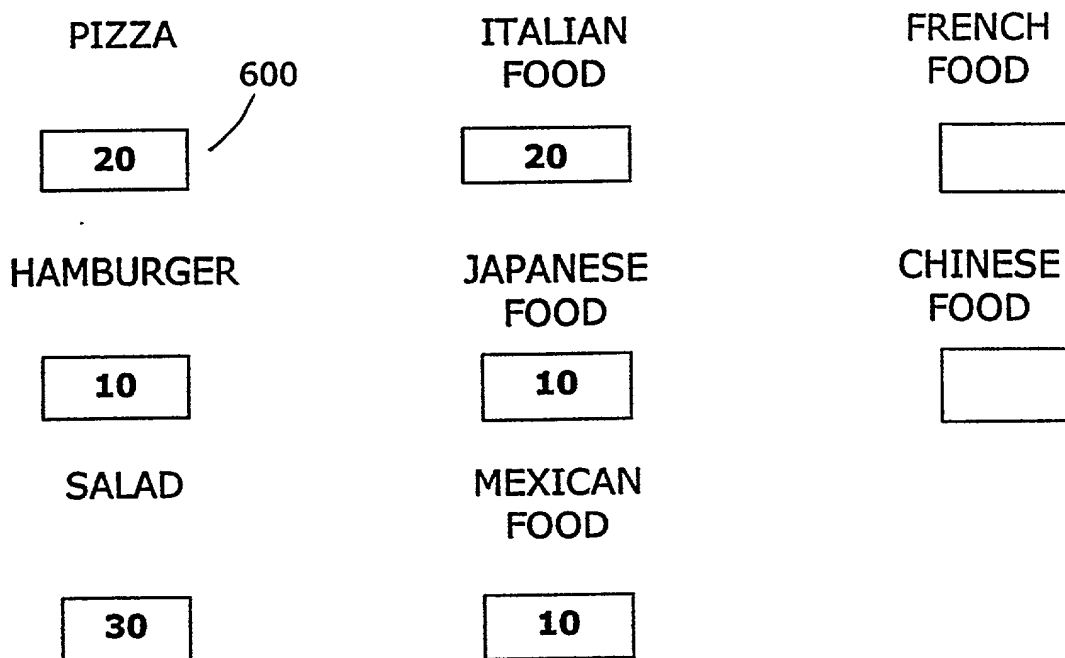 PIZZA
600
20
ITALIAN
FOOD
20
FRENCH
FOOD
HAMBURGER
10
JAPANESE
FOOD
10
CHINESE
FOOD
SALAD
30
MEXICAN
FOOD
10